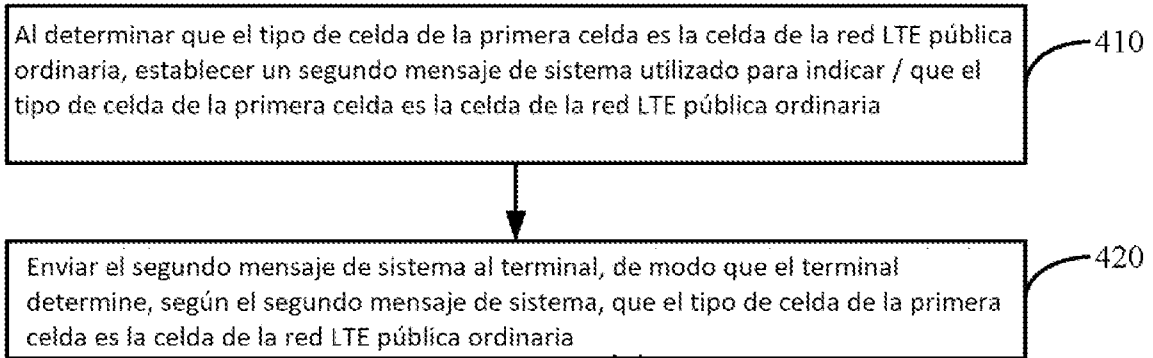 Al determinar que el tipo de celda de la primera celda es la celda de la red LTE pública
ordinaria, establecer un segundo mensaje de sistema utilizado para indicar / que el
tipo de celda de la primera celda es la celda de la red LTE pública ordinaria
410
Enviar el segundo mensaje de sistema al terminal, de modo que el terminal
determine, según el segundo mensaje de sistema, que el tipo de celda de la primera
celda es la celda de la red LTE pública ordinaria
420